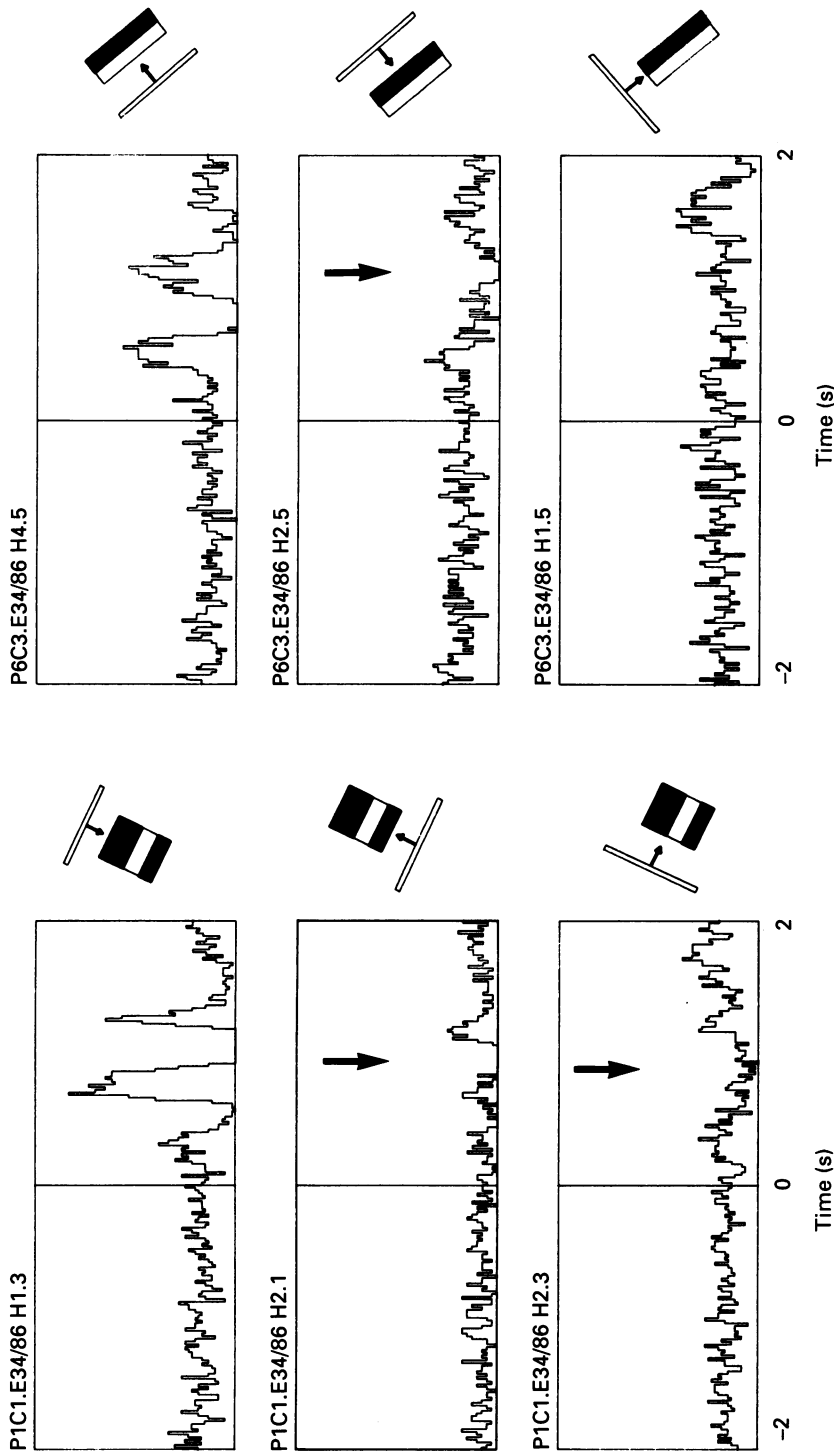 P1C1.E34/86 H1.3
P1C1.E34/86 H2.1
P1C1.E34/86 H2.3
−2
0
2
Time (s)
P6C3.E34/86 H4.5
P6C3.E34/86 H2.5
P6C3.E34/86 H1.5
−2
0
2
Time (s)